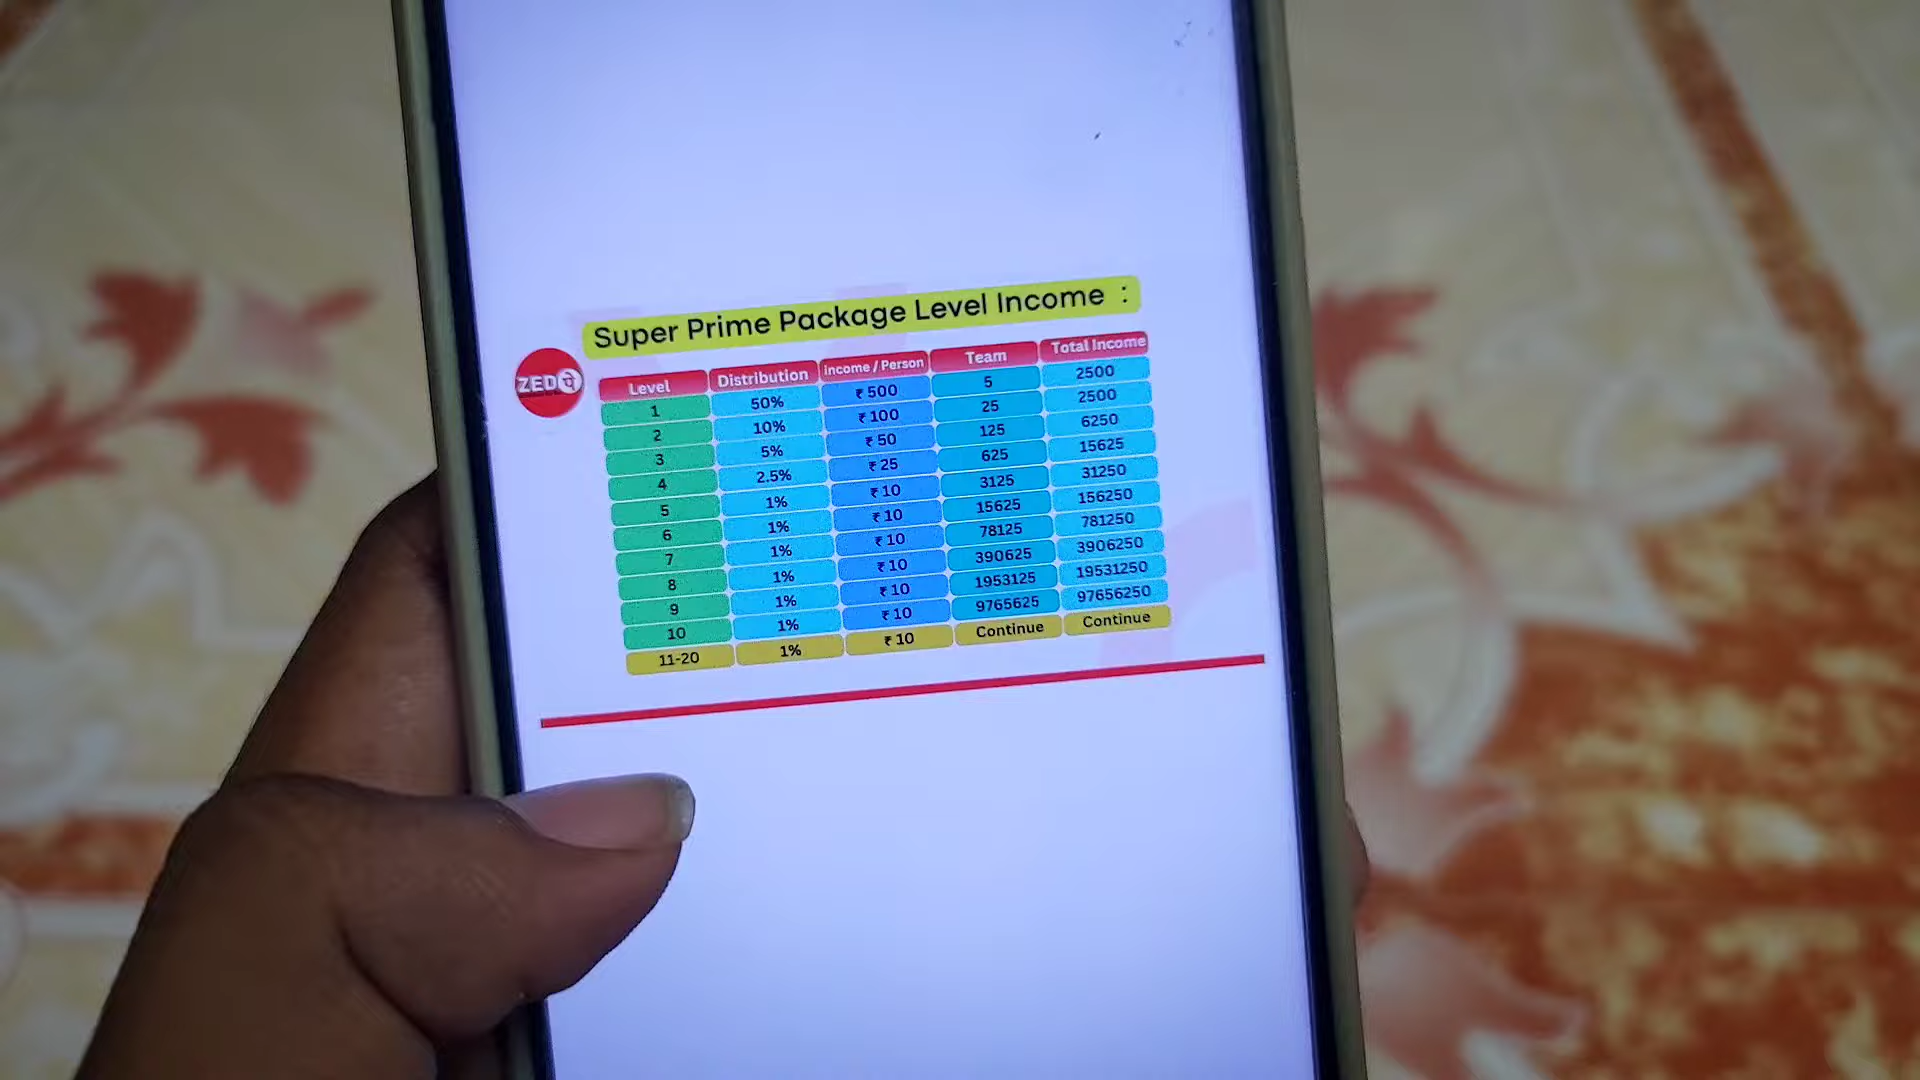 Super Prime Package Level Income :
ZEDपे
Level Distribution Income / Person Team Total Income
1 50% ₹ 500 5 2500
2 10% ₹ 100 25 2500
3 5% ₹ 50 125 6250
4 2.5% ₹ 25 625 15625
5 1% ₹ 10 3125 31250
6 1% ₹ 10 15625 156250
7 1% ₹ 10 78125 781250
8 1% ₹ 10 390625 3906250
9 1% ₹ 10 1953125 19531250
10 1% ₹ 10 9765625 97656250
11-20 1% ₹ 10 Continue Continue